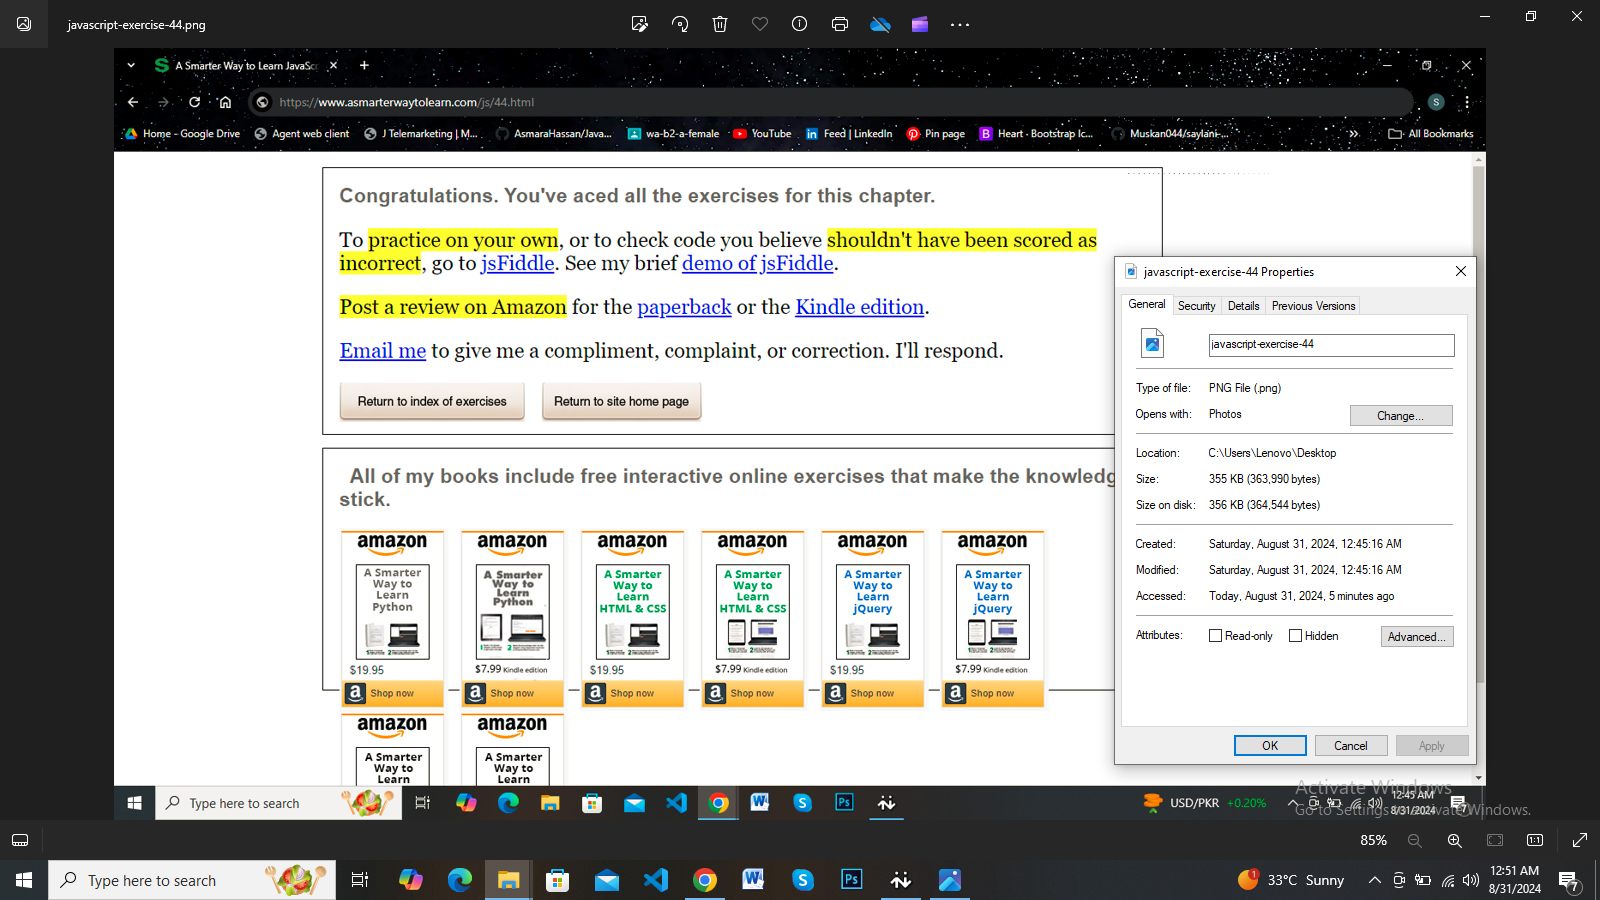 javascript-exercise-44.png
A Smarter Way to Learn JavaSc
https://www.asmarterwaytolearn.com/js/44.html
S
Home - Google Drive
Agent web client
J Telemarketing | M...
AsmaraHassan/Java...
wa-b2-a-female
YouTube
Feed | LinkedIn
Pin page
Heart · Bootstrap Ic...
Muskan044/saylani-...
All Bookmarks
Congratulations. You've aced all the exercises for this chapter.
To practice on your own, or to check code you believe shouldn't have been scored as
incorrect, go to jsFiddle. See my brief demo of jsFiddle.
Post a review on Amazon for the paperback or the Kindle edition.
Email me to give me a compliment, complaint, or correction. I'll respond.
Return to index of exercises
Return to site home page
All of my books include free interactive online exercises that make the knowledg
stick.
amazon
A Smarter
Way to
Learn
Python
$19.95
Shop now
amazon
A Smarter
Way to
Learn
Python
$7.99 Kindle edition
Shop now
amazon
A Smarter
Way to
Learn
HTML & CSS
$19.95
Shop now
amazon
A Smarter
Way to
Learn
HTML & CSS
$7.99 Kindle edition
Shop now
amazon
A Smarter
Way to
Learn
jQuery
$19.95
Shop now
amazon
A Smarter
Way to
Learn
jQuery
$7.99 Kindle edition
Shop now
amazon
A Smarter
Way to
Learn
amazon
A Smarter
Way to
Learn
javascript-exercise-44 Properties
General
Security
Details
Previous Versions
javascript-exercise-44
Type of file: PNG File (.png)
Opens with: Photos
Change...
Location: C:\Users\Lenovo\Desktop
Size: 355 KB (363,990 bytes)
Size on disk: 356 KB (364,544 bytes)
Created: Saturday, August 31, 2024, 12:45:16 AM
Modified: Saturday, August 31, 2024, 12:45:16 AM
Accessed: Today, August 31, 2024, 5 minutes ago
Attributes: Read-only Hidden
Advanced...
OK
Cancel
Apply
Activate Windows
Go to Settings to activate Windows.
Type here to search
USD/PKR +0.20%
12:45 AM
8/31/2024
7
85%
Type here to search
1
33°C Sunny
12:51 AM
8/31/2024
7